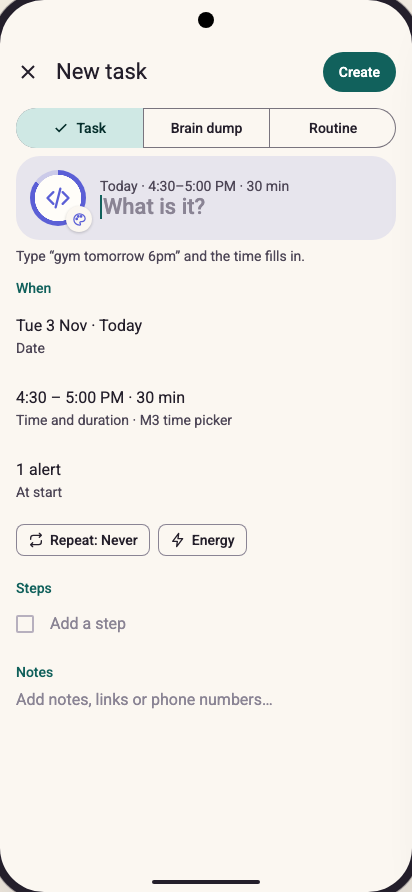 New task
Create
Task
Brain dump
Routine
Today · 4:30–5:00 PM · 30 min
What is it?
Type “gym tomorrow 6pm” and the time fills in.
When
Tue 3 Nov · Today
Date
4:30 – 5:00 PM · 30 min
Time and duration · M3 time picker
1 alert
At start
Repeat: Never
Energy
Steps
Add a step
Notes
Add notes, links or phone numbers…